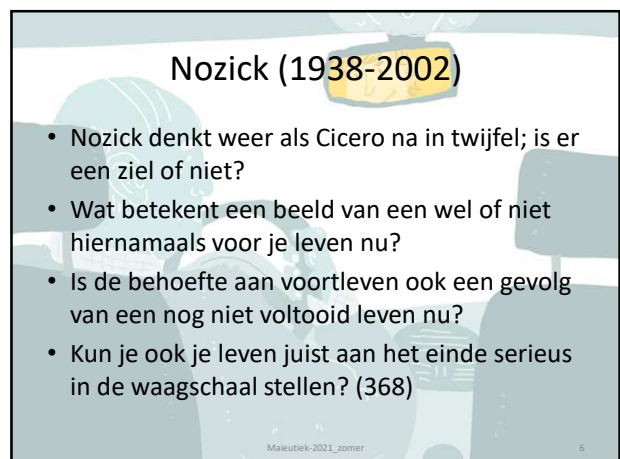 Nozick (1938-2002)
• Nozick denkt weer als Cicero na in twijfel; is er
een ziel of niet?
• Wat betekent een beeld van een wel of niet
hiernamaals voor je leven nu?
• Is de behoefte aan voortleven ook een gevolg
van een nog niet voltooid leven nu?
• Kun je ook je leven juist aan het einde serieus
in de waagschaal stellen? (368)
Maieutiek-2021_zomer
6